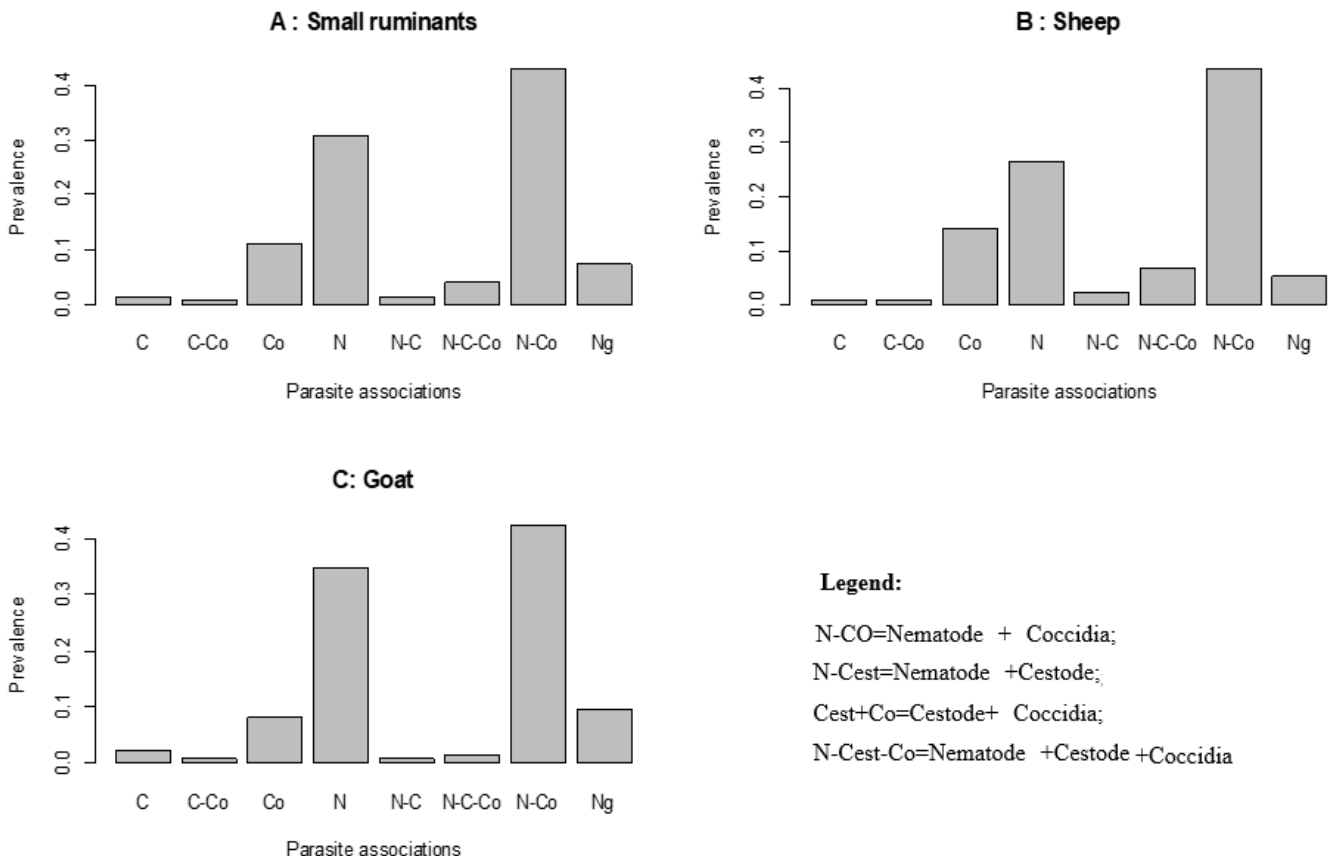 A : Small ruminants
Prevalence
0.0 0.1 0.2 0.3 0.4
C C-Co Co N N-C N-C-Co N-Co Ng
Parasite associations
B : Sheep
Prevalence
0.0 0.1 0.2 0.3 0.4
C C-Co Co N N-C N-C-Co N-Co Ng
Parasite associations
C: Goat
Prevalence
0.0 0.1 0.2 0.3 0.4
C C-Co Co N N-C N-C-Co N-Co Ng
Parasite associations
Legend:
N-CO=Nematode + Coccidia;
N-Cest=Nematode +Cestode;
Cest+Co=Cestode+ Coccidia;
N-Cest-Co=Nematode +Cestode +Coccidia